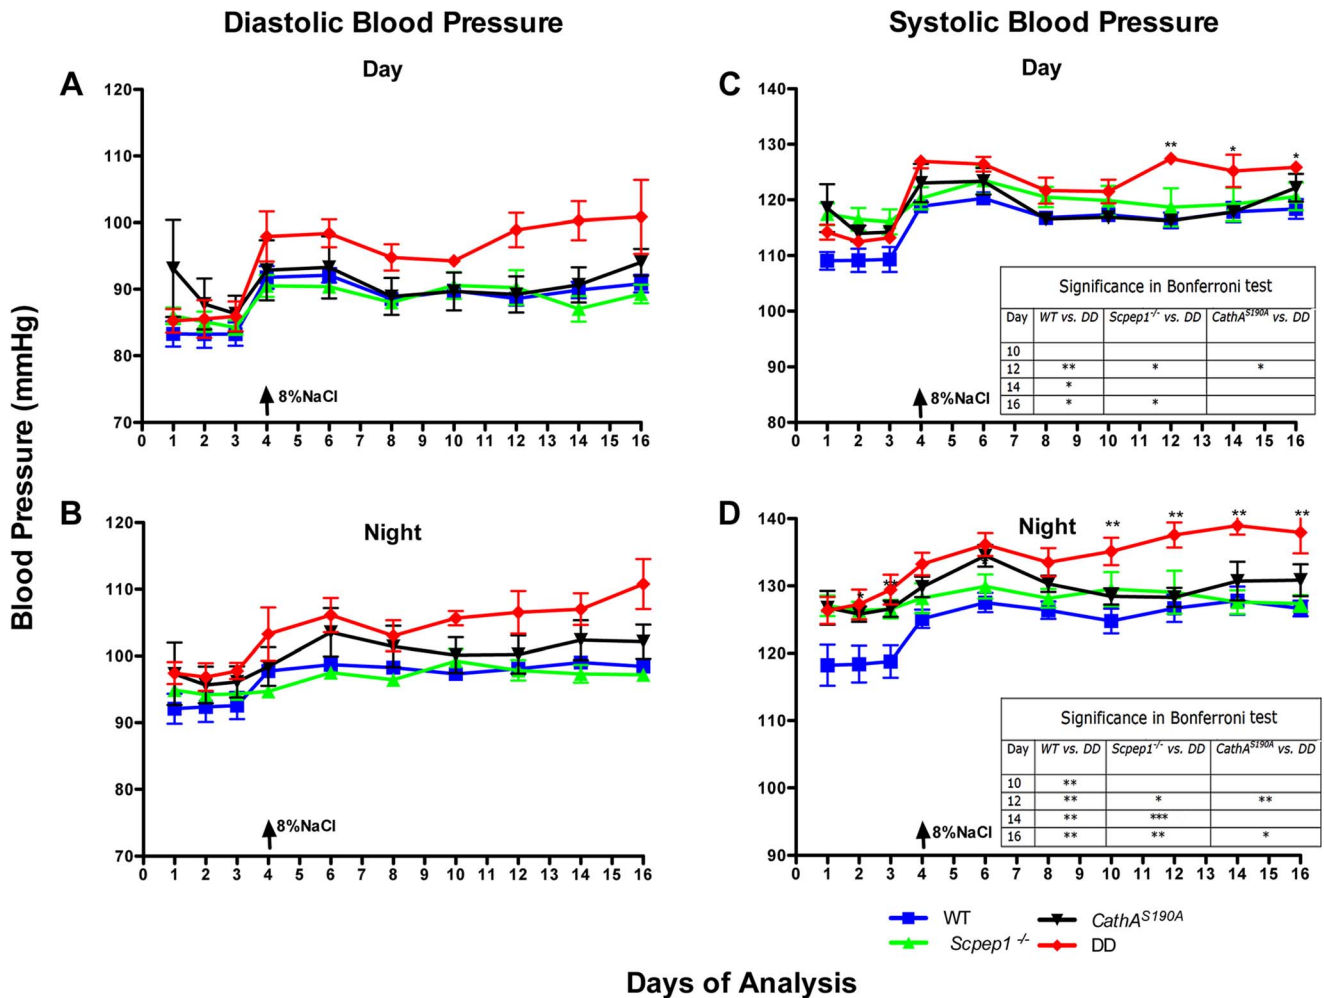 Diastolic Blood Pressure
Systolic Blood Pressure
Blood Pressure (mmHg)
A
Day
120
110
100
90
80
70
8%NaCl
0 1 2 3 4 5 6 7 8 9 10 11 12 13 14 15 16
C
Day
140
130
120
110
100
90
80
** * *
8%NaCl
Significance in Bonferroni test
Day WT vs. DD Scpep1-/- vs. DD CathAS190A vs. DD
10
12 ** * *
14 *
16 * *
0 1 2 3 4 5 6 7 8 9 10 11 12 13 14 15 16
B
Night
120
110
100
90
80
70
8%NaCl
0 1 2 3 4 5 6 7 8 9 10 11 12 13 14 15 16
D
Night
140
130
120
110
100
90
* ** * ** ** ** **
8%NaCl
Significance in Bonferroni test
Day WT vs. DD Scpep1-/- vs. DD CathAS190A vs. DD
10 **
12 ** * **
14 ** ***
16 ** ** *
0 1 2 3 4 5 6 7 8 9 10 11 12 13 14 15 16
WT CathAS190A
Scpep1 -/- DD
Days of Analysis